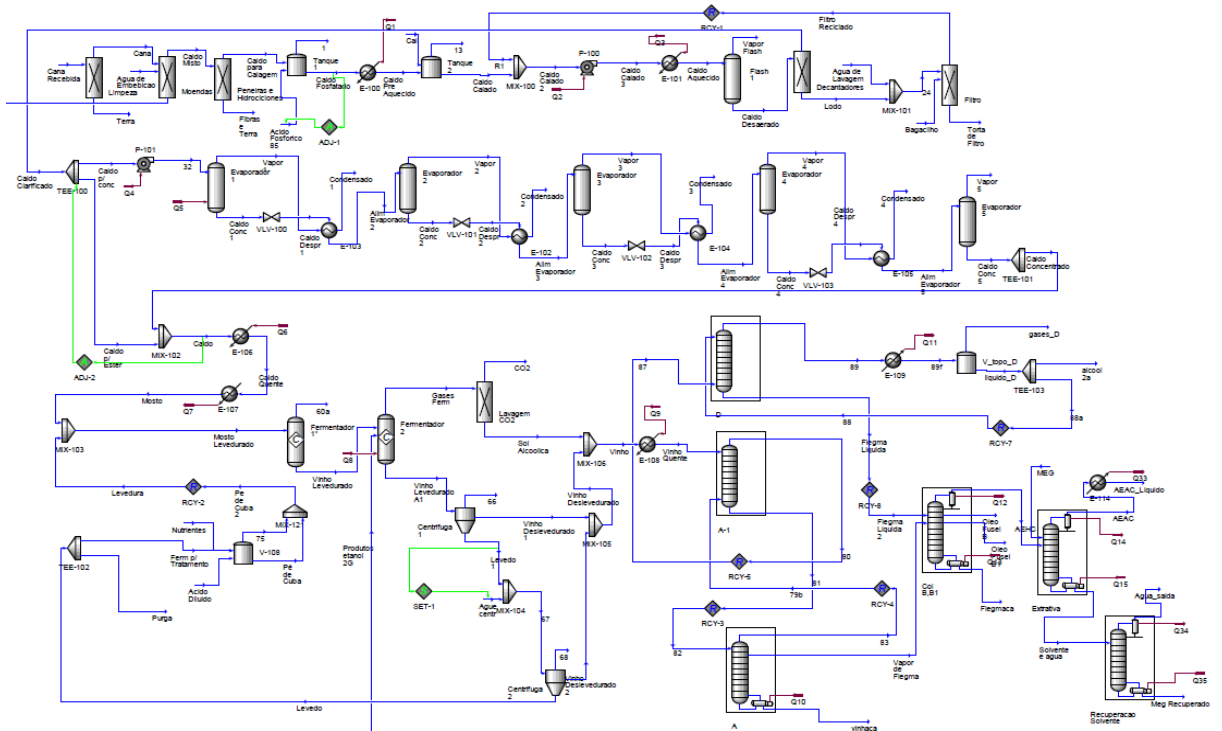 Cana Recebida
Terra
Cana
Agua de Embebicao
Limpeza
Caldo Misto
Moendas
Fibras e Terra
Caldo para Calagem
Peneiras e Hidrociclones
1
Tanque 1
Caldo Fosfatado
Acido Fosforico 85
ADJ-1
Q1
E-100
Caldo Pre Aquecido
Cal
13
Tanque 2
Caldo Calado
R1
MIX-100
Caldo Calado 2
P-100
Q2
Caldo Calado 3
Q3
E-101
Caldo Aquecido
RCY-1
Vapor Flash
Flash 1
Caldo Desaerado
Filtro Reciclado
Agua de Lavagem
Decantadores
Lodo
MIX-101
24
Bagacilho
Filtro
Torta de Filtro
Caldo Clarificado
TEE-100
Caldo p/ conc
P-101
Q4
32
Q5
Evaporador 1
Vapor 1
Caldo Conc 1
VLV-100
Caldo Despr 1
E-103
Condensado 1
Alim Evaporador 2
Evaporador 2
Vapor 2
Caldo Conc 2
VLV-101
Caldo Despr 2
E-102
Condensado 2
Alim Evaporador 3
Evaporador 3
Vapor 3
Caldo Conc 3
VLV-102
Caldo Despr 3
E-104
Condensado 3
Alim Evaporador 4
Evaporador 4
Vapor 4
Caldo Conc 4
VLV-103
Caldo Despr 4
E-105
Condensado 4
Alim Evaporador 5
Evaporador 5
Vapor 5
Caldo Conc 5
TEE-101
Caldo Concentrado
ADJ-2
Caldo p/ Ester
MIX-102
Caldo
E-106
Q6
Caldo Quente
Q7
E-107
Mosto
MIX-103
Mosto Levedurado
60a
Fermentador 1'
Vinho Levedurado
Q8
Fermentador 2
Gases Ferm
CO2
Lavagem CO2
Sol Alcoolica
Vinho Levedurado A1
Centrifuga 1
66
Vinho Deslevedurado 1
Vinho Deslevedurado
MIX-105
MIX-106
Vinho
Q9
E-108
Vinho Quente
Levedura
RCY-2
Pe de Cuba 2
MIX-12
Nutrientes
75
V-108
Pe de Cuba
TEE-102
Ferm p/ Tratamento
Acido Diluido
Purga
Produtos etanol 2G
SET-1
Levedo 1
Agua centr
MIX-104
67
68
Centrifuga 2
Vinho Deslevedurado 2
Levedo
87
D
89
Q11
E-109
89f
gases_D
V_topo_D
liquido_D
TEE-103
alcool 2a
88a
RCY-7
88
Flegma Liquida
A-1
80
RCY-5
81
79b
RCY-4
RCY-3
82
83
RCY-6
Flegma Liquida 2
Vapor de Flegma
A
Q10
vinhaca
Q12
Oleo Fusel B
Oleo Fusel B1
Col B,B1
Flegmaca
MEG
AEHC
Q33
E-114
AEAC_Liquido
AEAC
Q14
Q15
Extrativa
Solvente e agua
Agua_saida
Q34
Q35
Meg Recuperado
Recuperacao Solvente